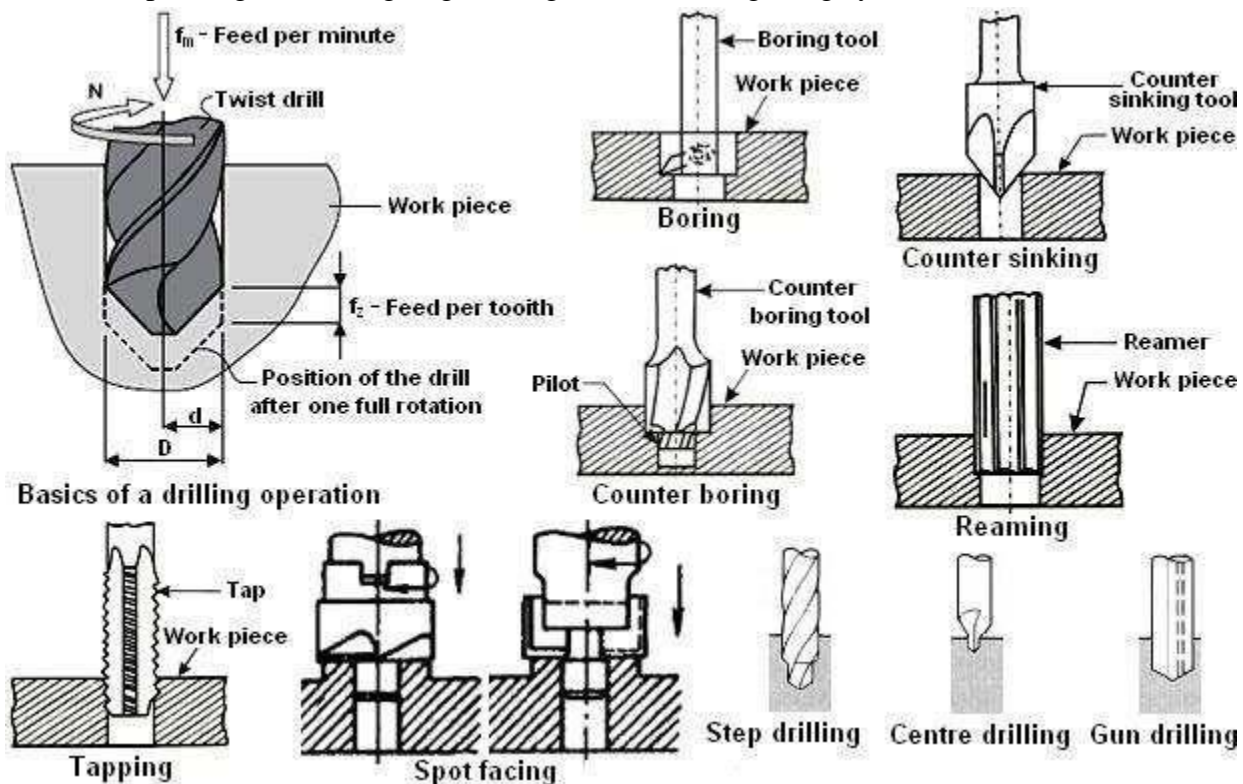 fm - Feed per minute
N
Twist drill
Work piece
fz - Feed per tooith
Position of the drill
after one full rotation
d
D
Basics of a drilling operation
Boring tool
Work piece
Boring
Counter
sinking tool
Work piece
Counter sinking
Counter
boring tool
Work piece
Pilot
Counter boring
Reamer
Work piece
Reaming
Tap
Work piece
Tapping
Spot facing
Step drilling
Centre drilling
Gun drilling